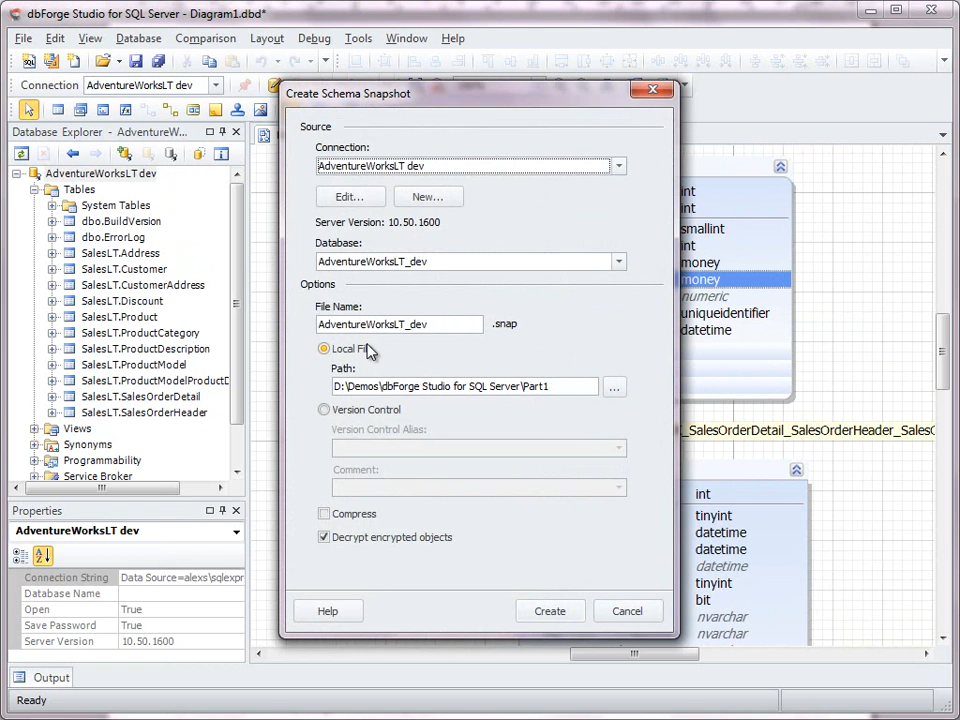 dbForge Studio for SQL Server - Diagram1.dbd*
File Edit View Database Comparison Layout Debug Tools Window Help
Connection AdventureWorksLT dev
Database Explorer - AdventureW...
AdventureWorksLT dev
Tables
System Tables
dbo.BuildVersion
dbo.ErrorLog
SalesLT.Address
SalesLT.Customer
SalesLT.CustomerAddress
SalesLT.Discount
SalesLT.Product
SalesLT.ProductCategory
SalesLT.ProductDescription
SalesLT.ProductModel
SalesLT.ProductModelProductD
SalesLT.SalesOrderDetail
SalesLT.SalesOrderHeader
Views
Synonyms
Programmability
Service Broker
Properties
AdventureWorksLT dev
Connection String Data Source=alexs\sqlexpr
Database Name
Open True
Save Password True
Server Version 10.50.1600
Output
Ready
Create Schema Snapshot
Source
Connection:
AdventureWorksLT dev
Edit... New...
Server Version: 10.50.1600
Database:
AdventureWorksLT_dev
Options
File Name:
AdventureWorksLT_dev .snap
Local
Path:
D:\Demos\dbForge Studio for SQL Server\Part1 ...
Version Control
Version Control Alias:
Comment:
Compress
Decrypt encrypted objects
Help Create Cancel
int
int
smallint
int
money
money
numeric
uniqueidentifier
datetime
_SalesOrderDetail_SalesOrderHeader_SalesO
int
tinyint
datetime
datetime
datetime
tinyint
bit
nvarchar
nvarchar